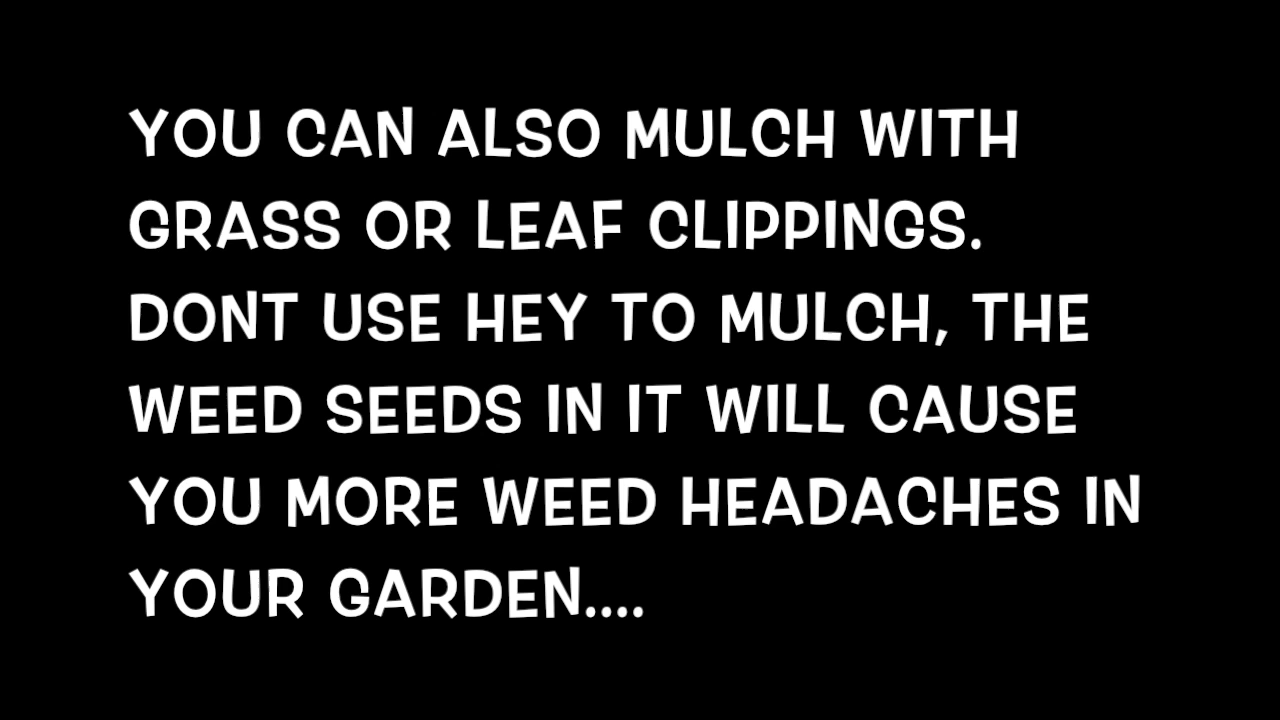 YOU CAN ALSO MULCH WITH
GRASS OR LEAF CLIPPINGS.
DONT USE HEY TO MULCH, THE
WEED SEEDS IN IT WILL CAUSE
YOU MORE WEED HEADACHES IN
YOUR GARDEN....